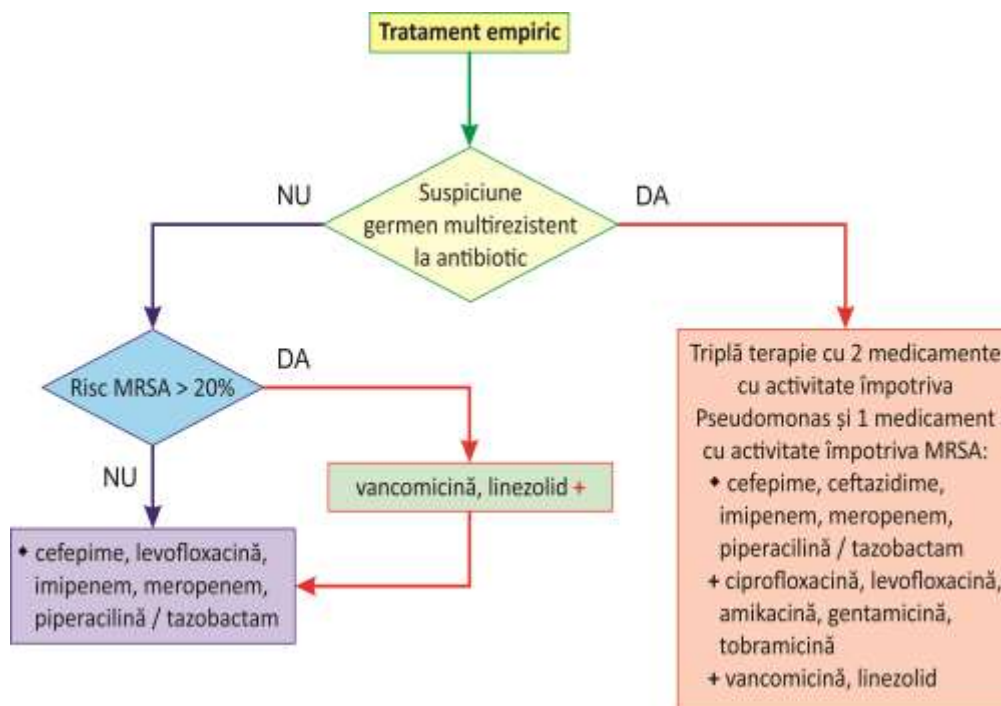 Tratament empiric
NU
Suspiciune
germen multirezistent
la antibiotic
DA
Risc MRSA > 20%
DA
NU
vancomicină, linezolid +
◆ cefepime, levofloxacină,
imipenem, meropenem,
piperacilină / tazobactam
Triplă terapie cu 2 medicamente
cu activitate împotriva
Pseudomonas și 1 medicament
cu activitate împotriva MRSA:
◆ cefepime, ceftazidime,
imipenem, meropenem,
piperacilină / tazobactam
+ ciprofloxacină, levofloxacină,
amikacină, gentamicină,
tobramicină
+ vancomicină, linezolid